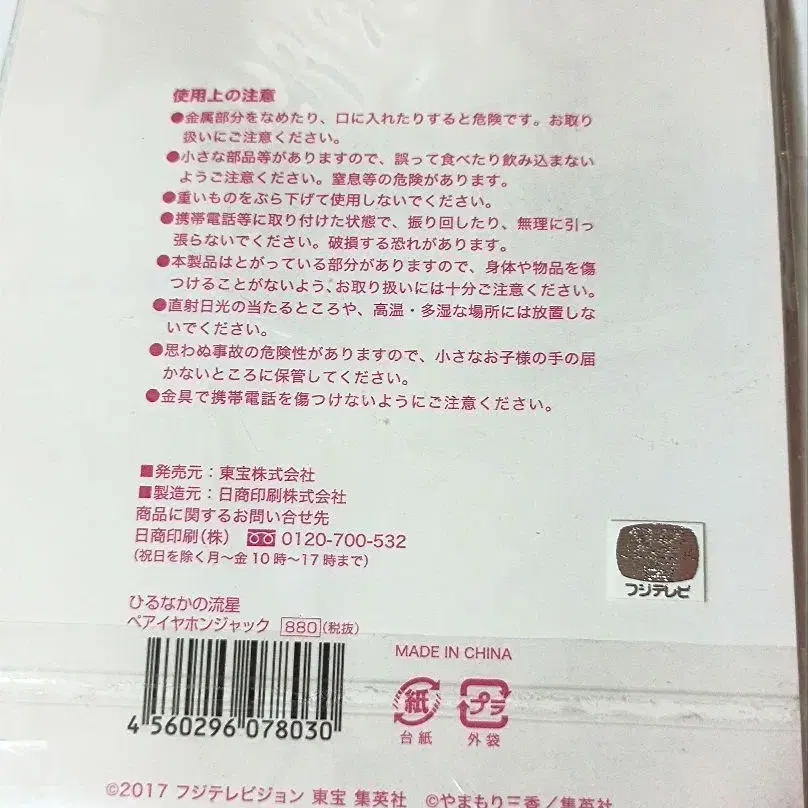 使用上の注意
●金属部分をなめたり、口に入れたりすると危険です。お取り
扱いにご注意ください。
●小さな部品等がありますので、誤って食べたり飲み込まない
ようご注意ください。窒息等の危険があります。
●重いものをぶら下げて使用しないでください。
●携帯電話等に取り付けた状態で、振り回したり、無理に引っ
張らないでください。破損する恐れがあります。
●本製品はとがっている部分がありますので、身体や物品を傷
つけることがないよう、お取り扱いには十分ご注意ください。
●直射日光の当たるところや、高温・多湿な場所には放置しな
いでください。
●思わぬ事故の危険性がありますので、小さなお子様の手の届
かないところに保管してください。
●金具で携帯電話を傷つけないようにご注意ください。
■発売元：東宝株式会社
■製造元：日商印刷株式会社
商品に関するお問い合せ先
日商印刷(株) 0120-700-532
(祝日を除く月～金10時～17時まで)
フジテレビ
ひるなかの流星
ペアイヤホンジャック 880(税抜)
4 560296 078030
MADE IN CHINA
紙
台紙
プラ
外袋
©2017 フジテレビジョン 東宝 集英社 ©やまもり三香／集英社